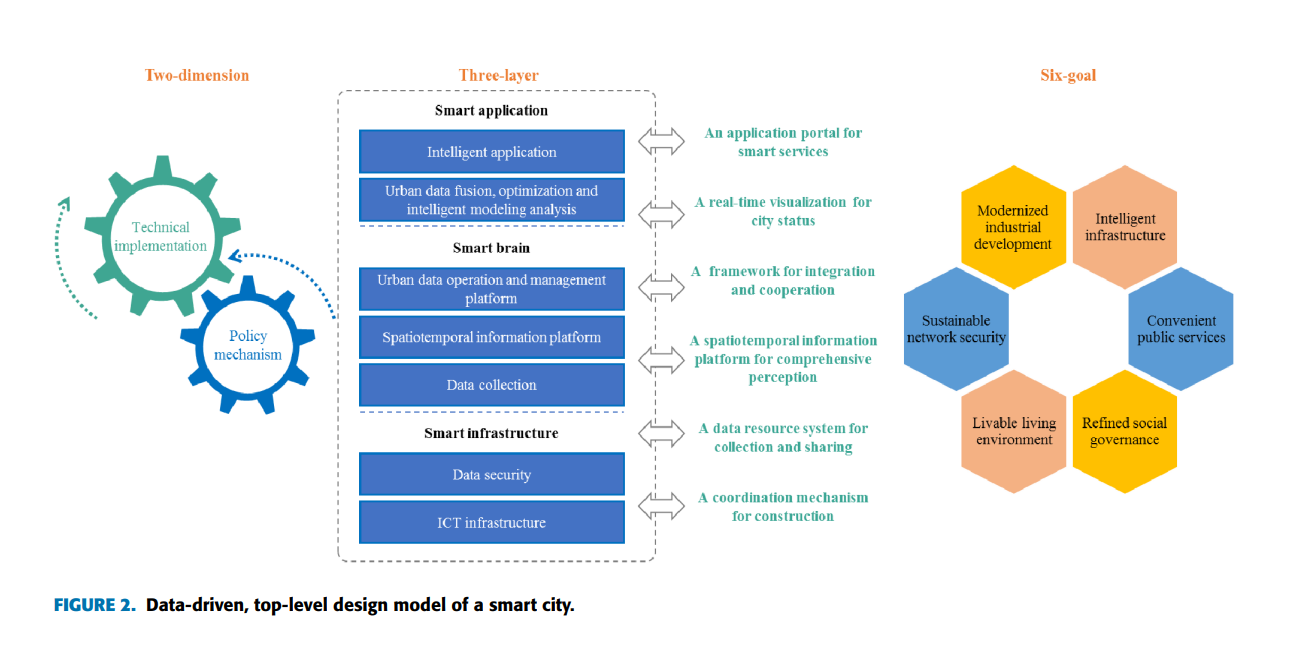 Two-dimension
Three-layer
Six-goal
Technical
implementation
Policy
mechanism
Smart application
Intelligent application
Urban data fusion, optimization and
intelligent modeling analysis
Smart brain
Urban data operation and management
platform
Spatiotemporal information platform
Data collection
Smart infrastructure
Data security
ICT infrastructure
An application portal for
smart services
A real-time visualization for
city status
A framework for integration
and cooperation
A spatiotemporal information
platform for comprehensive
perception
A data resource system for
collection and sharing
A coordination mechanism
for construction
Modernized
industrial
development
Intelligent
infrastructure
Sustainable
network security
Convenient
public services
Livable living
environment
Refined social
governance
FIGURE 2. Data-driven, top-level design model of a smart city.